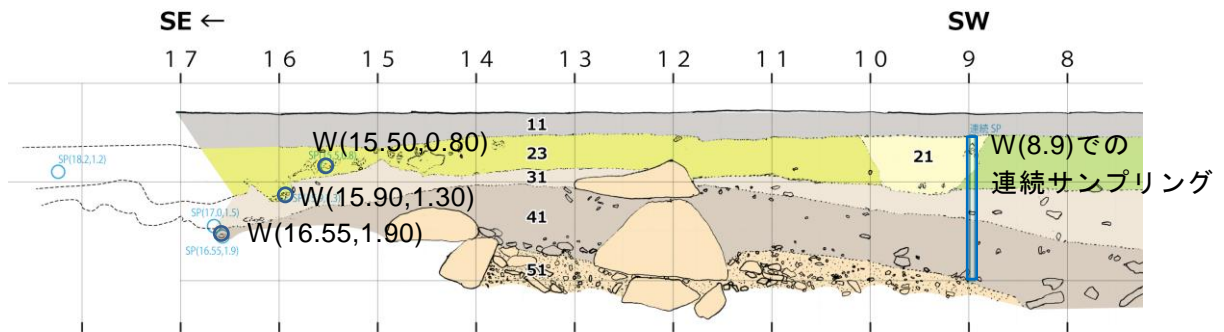 SE ← SW
17 16 15 14 13 12 11 10 9 8
11
連続 SP
W(15.50,0.80)
W(8.9)での
23
21
SP(18.2,1.2)
31
連続サンプリング
W(15.90,1.30)
41
SP(17.0,1.5)
W(16.55,1.90)
SP(16.55,1.9)
51